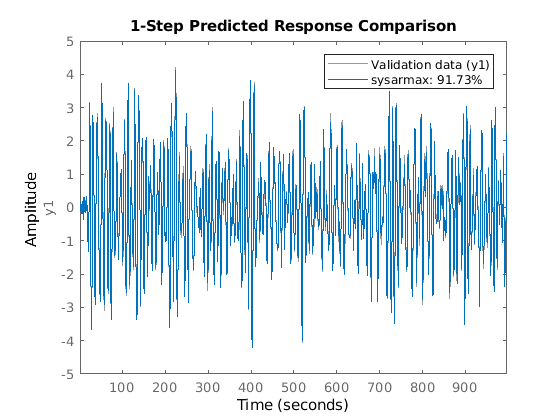 1-Step Predicted Response Comparison
5
4
3
2
1
0
-1
-2
-3
-4
-5
Amplitude
y1
Validation data (y1)
sysarmax: 91.73%
100 200 300 400 500 600 700 800 900
Time (seconds)